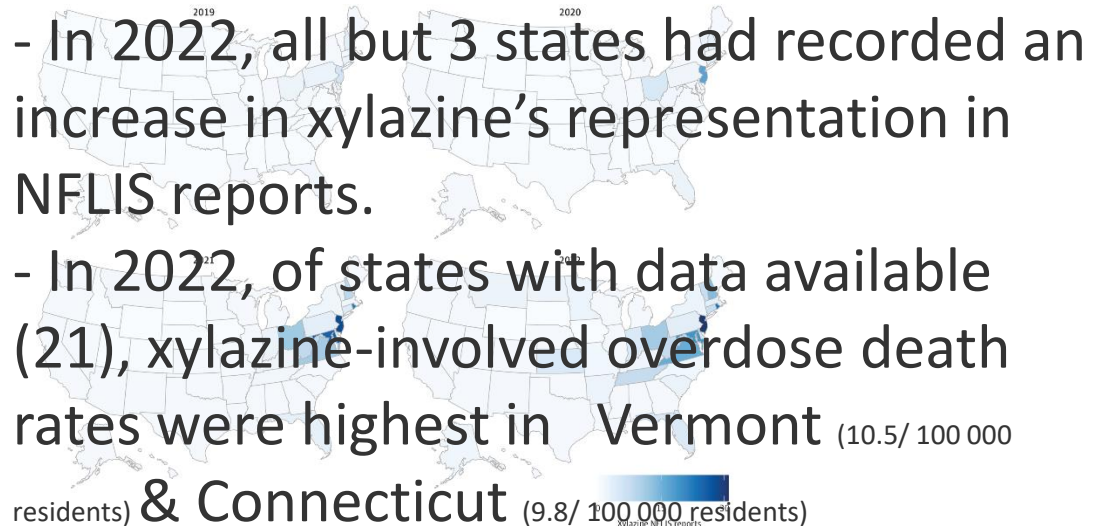 2019
2020
- In 2022, all but 3 states had recorded an
increase in xylazine’s representation in
NFLIS reports.
- In 2022, of states with data available
(21), xylazine-involved overdose death
rates were highest in Vermont (10.5/ 100 000
residents) & Connecticut (9.8/ 100 000 residents)
Xylazine NFLIS reports